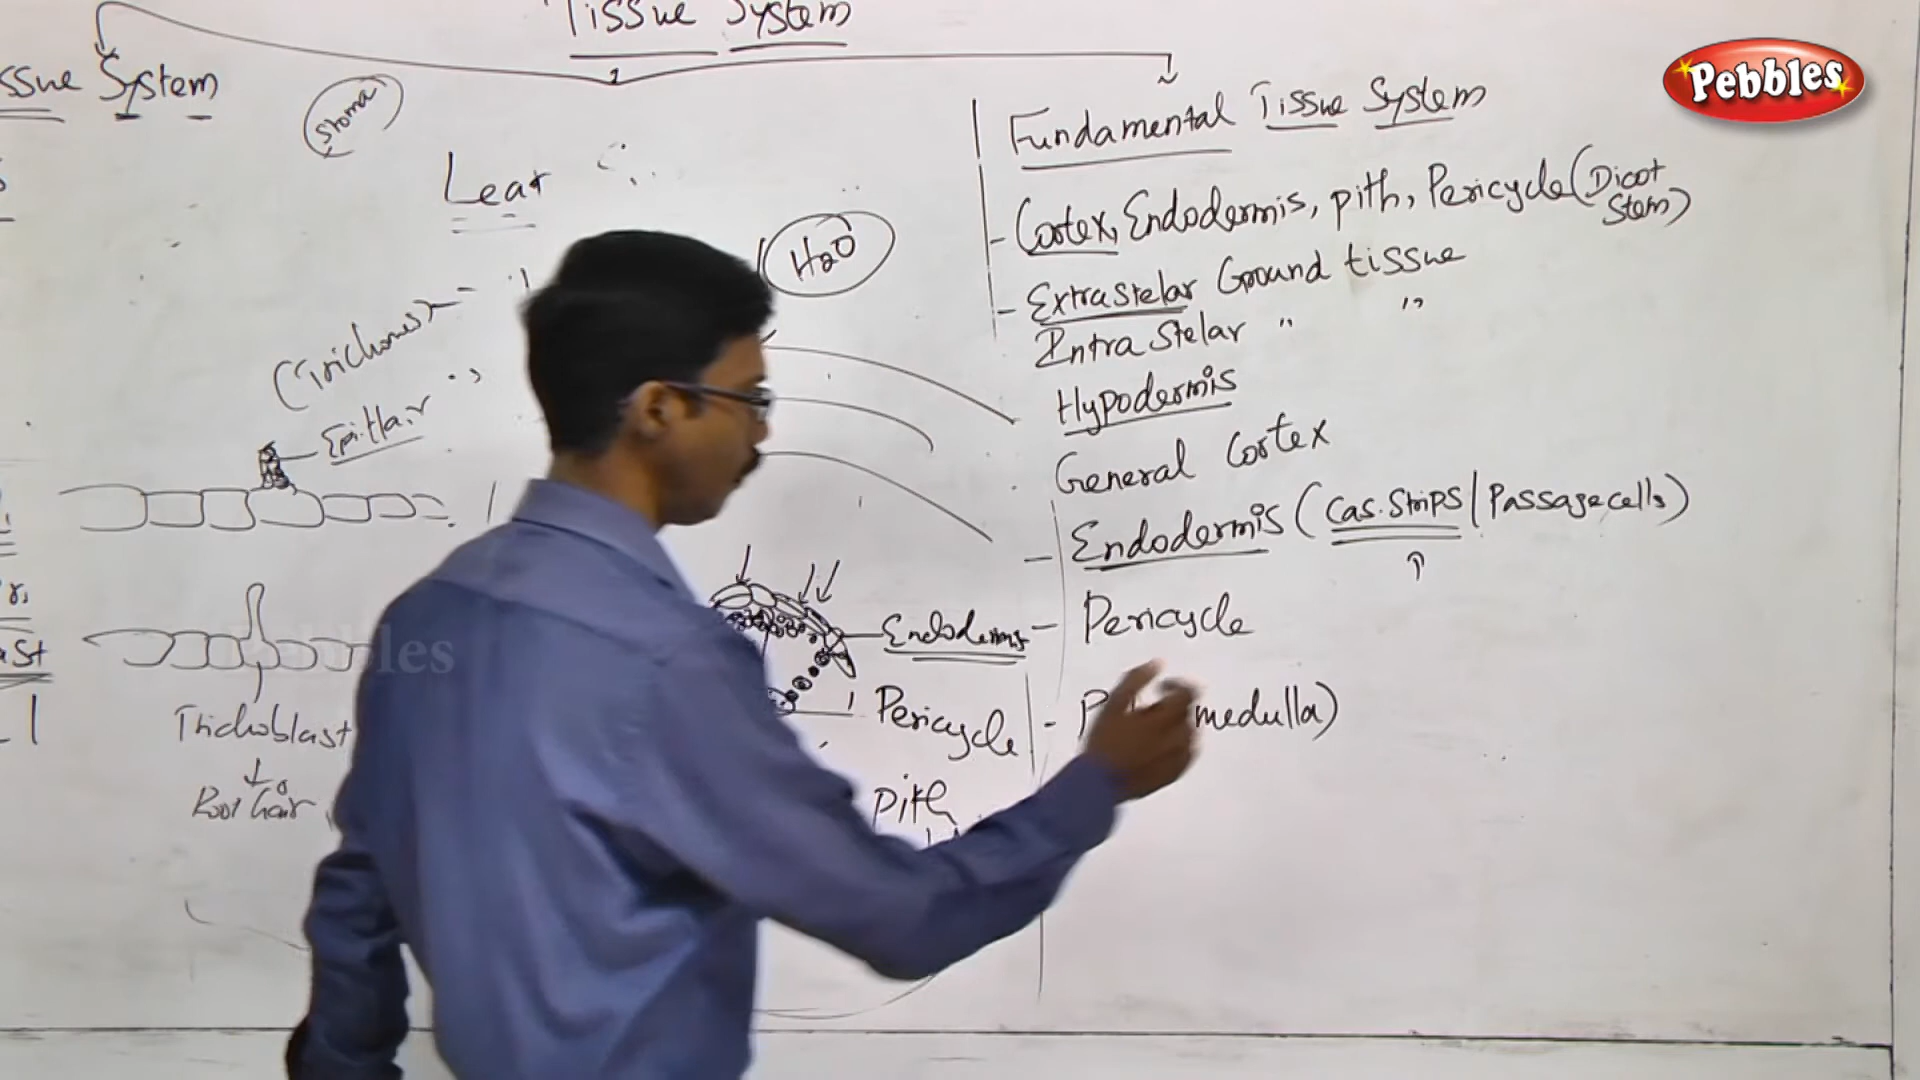 Tissue System
ssue System
Stoma
Pebbles
Fundamental Tissue System
Leaf
- Cortex, Endodermis, pith, Pericycle (Dicot Stem)
H2O
- Extrastelar Ground tissue
Intra Stelar " "
(Trichomes)
Hypodermis
Epi. Hair
General Cortex
- Endodermis (Cas. Strips | Passage cells)
Endodermis - Pericycle
Pebbles
Trichoblast
Pericycle
- medulla)
Root hair
Pith